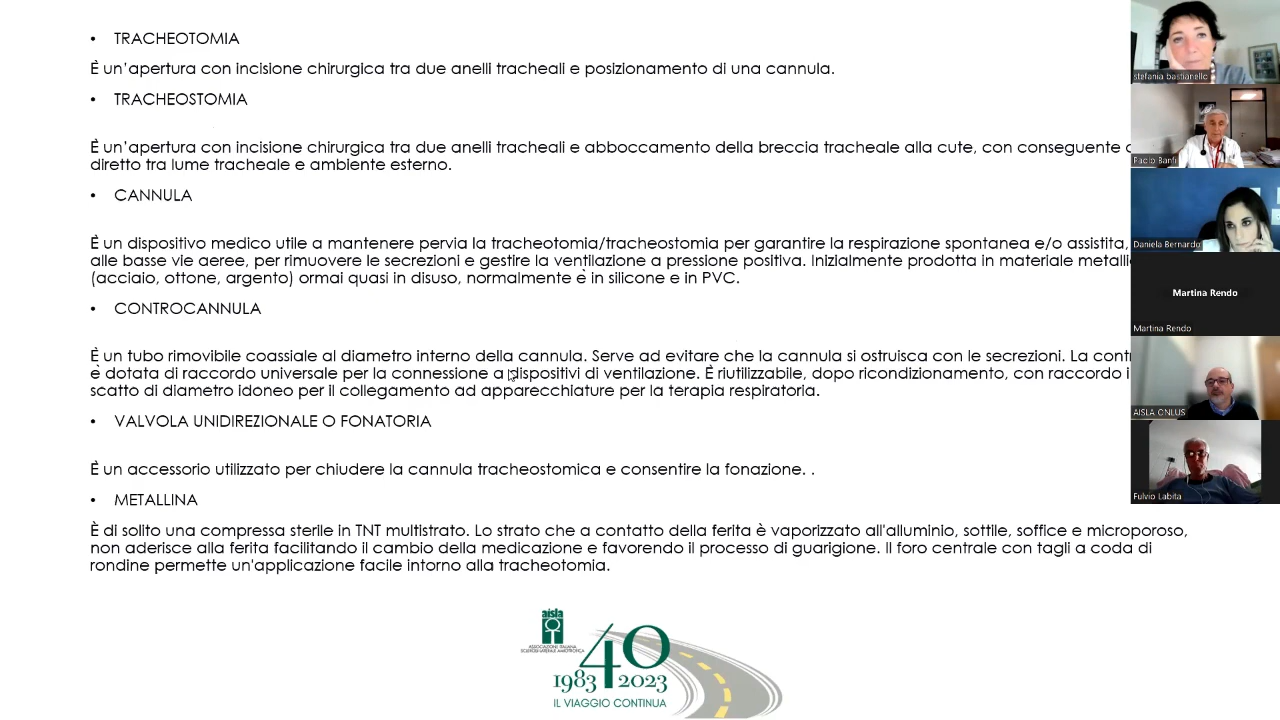 • TRACHEOTOMIA
È un'apertura con incisione chirurgica tra due anelli tracheali e posizionamento di una cannula.
• TRACHEOSTOMIA
È un'apertura con incisione chirurgica tra due anelli tracheali e abboccamento della breccia tracheale alla cute, con conseguente
diretto tra lume tracheale e ambiente esterno.
• CANNULA
È un dispositivo medico utile a mantenere pervia la tracheotomia/tracheostomia per garantire la respirazione spontanea e/o assistita,
alle basse vie aeree, per rimuovere le secrezioni e gestire la ventilazione a pressione positiva. Inizialmente prodotta in materiale
(acciaio, ottone, argento) ormai quasi in disuso, normalmente è in silicone e in PVC.
• CONTROCANNULA
È un tubo rimovibile coassiale al diametro interno della cannula. Serve ad evitare che la cannula si ostruisca con le secrezioni. La
è dotata di raccordo universale per la connessione a dispositivi di ventilazione. È riutilizzabile, dopo ricondizionamento, con raccordo
scatto di diametro idoneo per il collegamento ad apparecchiature per la terapia respiratoria.
• VALVOLA UNIDIREZIONALE O FONATORIA
È un accessorio utilizzato per chiudere la cannula tracheostomica e consentire la fonazione. .
• METALLINA
È di solito una compressa sterile in TNT multistrato. Lo strato che a contatto della ferita è vaporizzato all'alluminio, sottile, soffice e microporoso,
non aderisce alla ferita facilitando il cambio della medicazione e favorendo il processo di guarigione. Il foro centrale con tagli a coda di
rondine permette un'applicazione facile intorno alla tracheotomia.
aisla
ASSOCIAZIONE ITALIANA
SCLEROSI LATERALE AMIOTROFICA
40
1983 2023
IL VIAGGIO CONTINUA
stefania bastianello
Paolo Banfi
Daniela Bernardo
Martina Rendo
Martina Rendo
AISLA ONLUS
Fulvio Labita